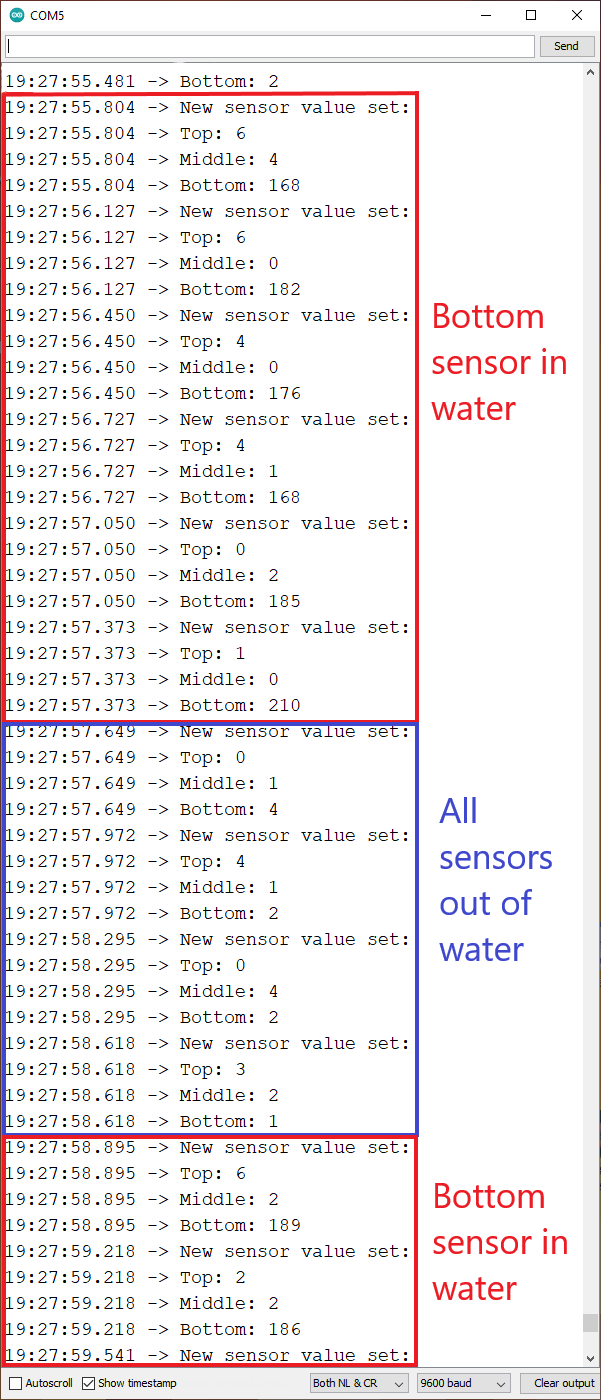 COM5
Send
19:27:55.481 -> Bottom: 2
19:27:55.804 -> New sensor value set:
19:27:55.804 -> Top: 6
19:27:55.804 -> Middle: 4
19:27:55.804 -> Bottom: 168
19:27:56.127 -> New sensor value set:
19:27:56.127 -> Top: 6
19:27:56.127 -> Middle: 0
19:27:56.127 -> Bottom: 182
19:27:56.450 -> New sensor value set:
19:27:56.450 -> Top: 4
19:27:56.450 -> Middle: 0
19:27:56.450 -> Bottom: 176
19:27:56.727 -> New sensor value set:
19:27:56.727 -> Top: 4
19:27:56.727 -> Middle: 1
19:27:56.727 -> Bottom: 168
19:27:57.050 -> New sensor value set:
19:27:57.050 -> Top: 0
19:27:57.050 -> Middle: 2
19:27:57.050 -> Bottom: 185
19:27:57.373 -> New sensor value set:
19:27:57.373 -> Top: 1
19:27:57.373 -> Middle: 0
19:27:57.373 -> Bottom: 210
Bottom
sensor in
water
19:27:57.649 -> New sensor value set:
19:27:57.649 -> Top: 0
19:27:57.649 -> Middle: 1
19:27:57.649 -> Bottom: 4
19:27:57.972 -> New sensor value set:
19:27:57.972 -> Top: 4
19:27:57.972 -> Middle: 1
19:27:57.972 -> Bottom: 2
19:27:58.295 -> New sensor value set:
19:27:58.295 -> Top: 0
19:27:58.295 -> Middle: 4
19:27:58.295 -> Bottom: 2
19:27:58.618 -> New sensor value set:
19:27:58.618 -> Top: 3
19:27:58.618 -> Middle: 2
19:27:58.618 -> Bottom: 1
All
sensors
out of
water
19:27:58.895 -> New sensor value set:
19:27:58.895 -> Top: 6
19:27:58.895 -> Middle: 2
19:27:58.895 -> Bottom: 189
19:27:59.218 -> New sensor value set:
19:27:59.218 -> Top: 2
19:27:59.218 -> Middle: 2
19:27:59.218 -> Bottom: 186
19:27:59.541 -> New sensor value set:
Bottom
sensor in
water
Autoscroll
Show timestamp
Both NL & CR
9600 baud
Clear output